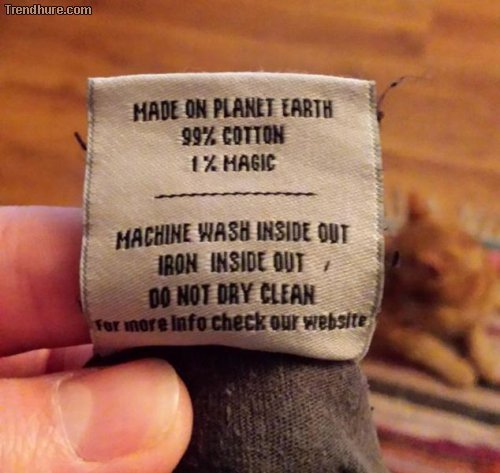 Trendhure.com
MADE ON PLANET EARTH
99% COTTON
1% MAGIC
MACHINE WASH INSIDE OUT
IRON INSIDE OUT
DO NOT DRY CLEAN
For more info check our website